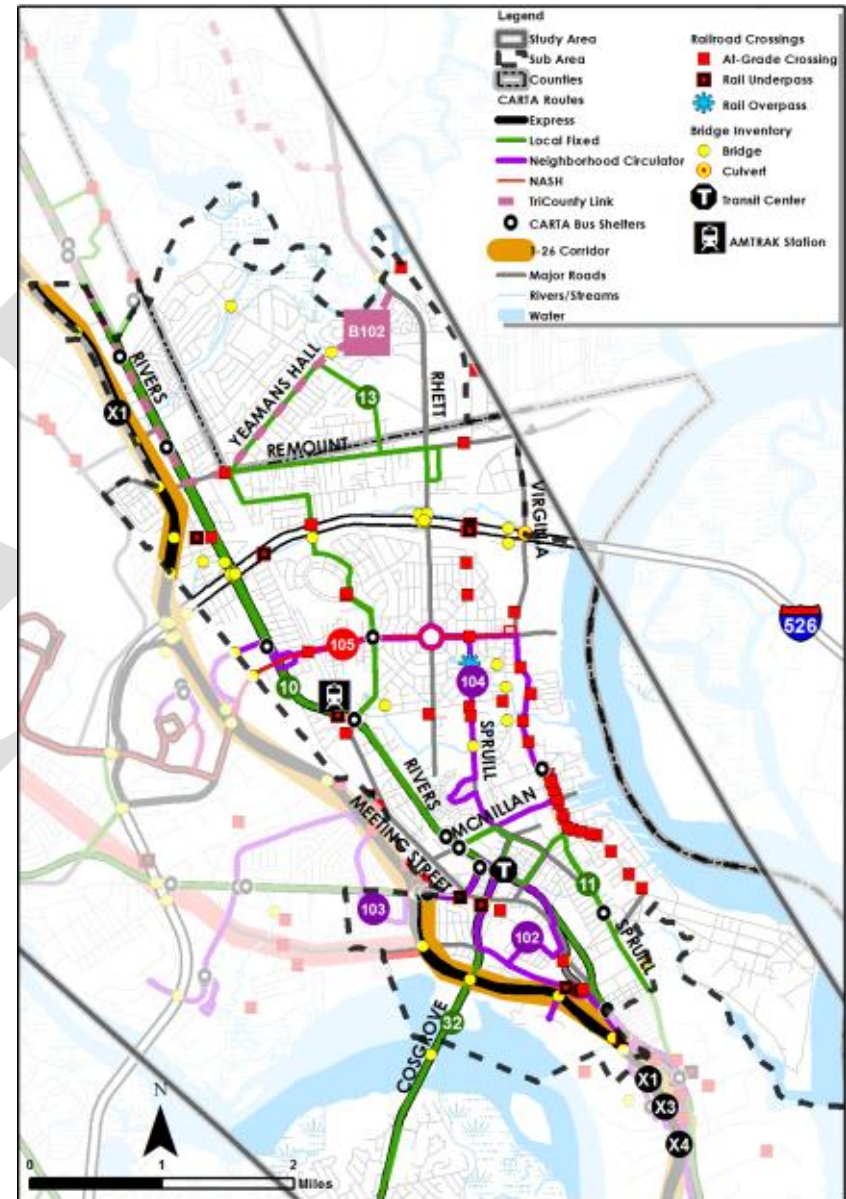 Legend
Study Area
Sub Area
Counties
CARTA Routes
Express
Local Fixed
Neighborhood Circulator
NASH
TriCounty Link
CARTA Bus Shelters
I-26 Corridor
Major Roads
Rivers/Streams
Water
Railroad Crossings
At-Grade Crossing
Rail Underpass
Rail Overpass
Bridge Inventory
Bridge
Culvert
T Transit Center
AMTRAK Station
B102
RIVERS
YEAMANS HALL
RHETT
13
X1
REMOUNT
VIRGINIA
526
105
104
10
SPRUILL
RIVERS
MCMILLAN
MEETING STREET
T
11
103
SPRUILL
102
32
COSGROVE
X1
X3
X4
N
0 1 2
Miles